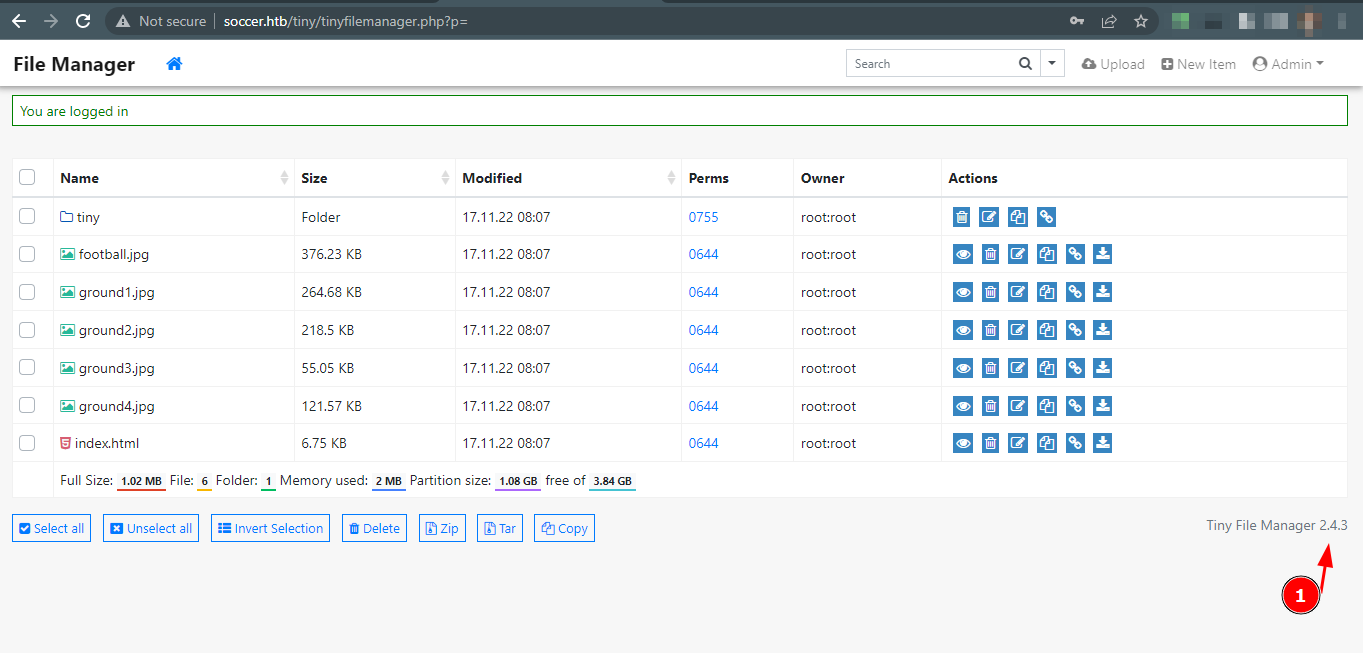 Not secure soccer.htb/tiny/tinyfilemanager.php?p=
File Manager Search Upload New Item Admin
You are logged in
Name Size Modified Perms Owner Actions
tiny Folder 17.11.22 08:07 0755 root:root
football.jpg 376.23 KB 17.11.22 08:07 0644 root:root
ground1.jpg 264.68 KB 17.11.22 08:07 0644 root:root
ground2.jpg 218.5 KB 17.11.22 08:07 0644 root:root
ground3.jpg 55.05 KB 17.11.22 08:07 0644 root:root
ground4.jpg 121.57 KB 17.11.22 08:07 0644 root:root
index.html 6.75 KB 17.11.22 08:07 0644 root:root
Full Size: 1.02 MB File: 6 Folder: 1 Memory used: 2 MB Partition size: 1.08 GB free of 3.84 GB
Select all Unselect all Invert Selection Delete Zip Tar Copy Tiny File Manager 2.4.3
1